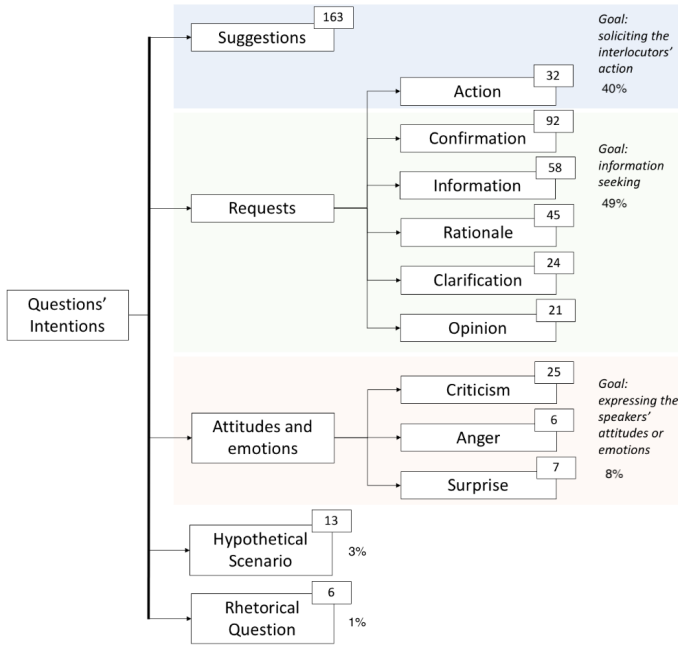 163
Suggestions
Goal:
soliciting the
interlocutors'
action
40%
32
Action
92
Confirmation
Goal:
information
seeking
49%
58
Information
Requests
45
Rationale
24
Clarification
21
Opinion
Questions'
Intentions
25
Criticism
Goal:
expressing the
speakers'
attitudes or
emotions
8%
Attitudes and
emotions
6
Anger
7
Surprise
13
Hypothetical
Scenario
3%
6
Rhetorical
Question
1%